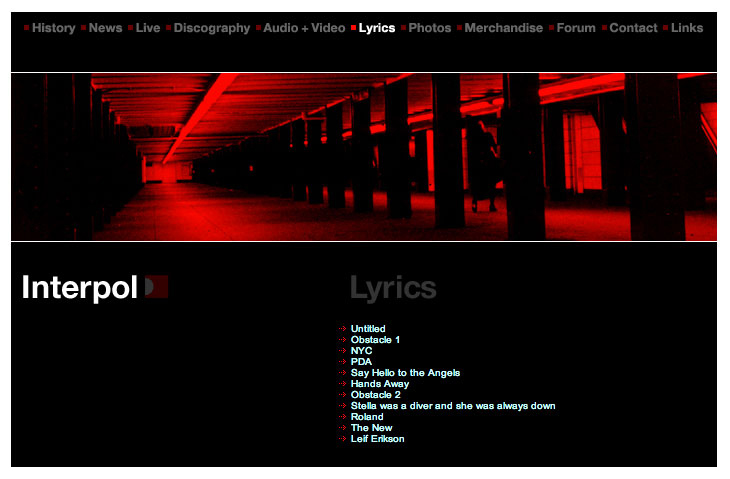 History News Live Discography Audio + Video Lyrics Photos Merchandise Forum Contact Links
Interpol
Lyrics
Untitled
Obstacle 1
NYC
PDA
Say Hello to the Angels
Hands Away
Obstacle 2
Stella was a diver and she was always down
Roland
The New
Leif Erikson